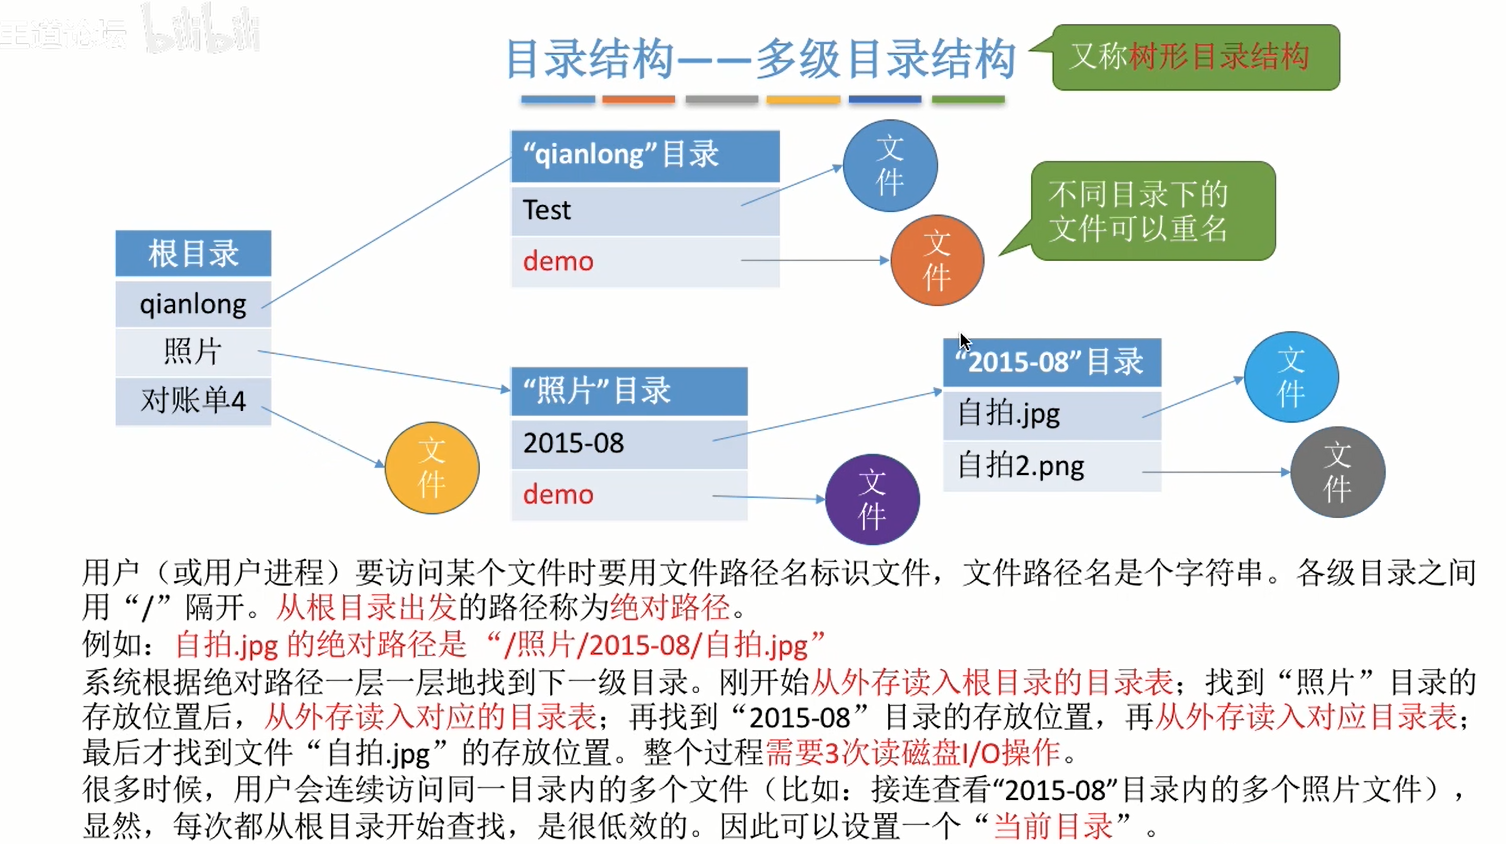 王道论坛 bilibili
目录结构——多级目录结构
又称树形目录结构
“qianlong”目录
Test
demo
文件
文件
不同目录下的
文件可以重名
根目录
qianlong
照片
对账单4
文件
“照片”目录
2015-08
demo
文件
“2015-08”目录
自拍.jpg
自拍2.png
文件
文件
用户（或用户进程）要访问某个文件时要用文件路径名标识文件，文件路径名是个字符串。各级目录之间
用“/”隔开。从根目录出发的路径称为绝对路径。
例如：自拍.jpg 的绝对路径是 “/照片/2015-08/自拍.jpg”
系统根据绝对路径一层一层地找到下一级目录。刚开始从外存读入根目录的目录表；找到“照片”目录的
存放位置后，从外存读入对应的目录表；再找到“2015-08”目录的存放位置，再从外存读入对应目录表；
最后才找到文件“自拍.jpg”的存放位置。整个过程需要3次读磁盘I/O操作。
很多时候，用户会连续访问同一目录内的多个文件（比如：接连查看“2015-08”目录内的多个照片文件），
显然，每次都从根目录开始查找，是很低效的。因此可以设置一个“当前目录”。